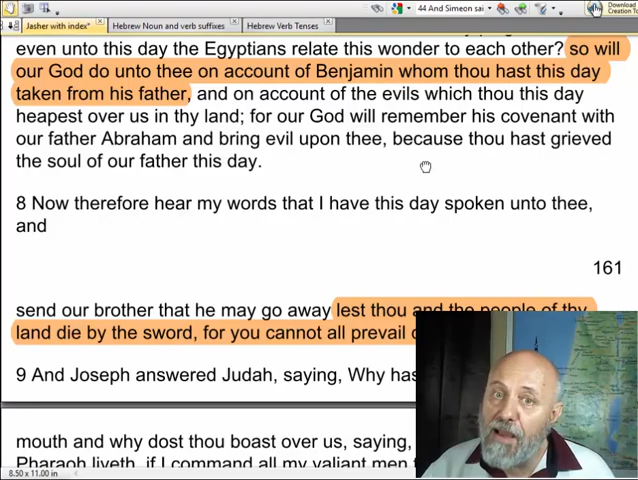 44 And Simeon sai
Download
Creation To
Jasher with index*
Hebrew Noun and verb suffixes
Hebrew Verb Tenses
even unto this day the Egyptians relate this wonder to each other? so will
our God do unto thee on account of Benjamin whom thou hast this day
taken from his father, and on account of the evils which thou this day
heapest over us in thy land; for our God will remember his covenant with
our father Abraham and bring evil upon thee, because thou hast grieved
the soul of our father this day.
8 Now therefore hear my words that I have this day spoken unto thee,
and
161
send our brother that he may go away lest thou and the people of thy
land die by the sword, for you cannot all prevail
9 And Joseph answered Judah, saying, Why has
mouth and why dost thou boast over us, saying,
Pharaoh liveth, if I command all my valiant men
8.50 x 11.00 in